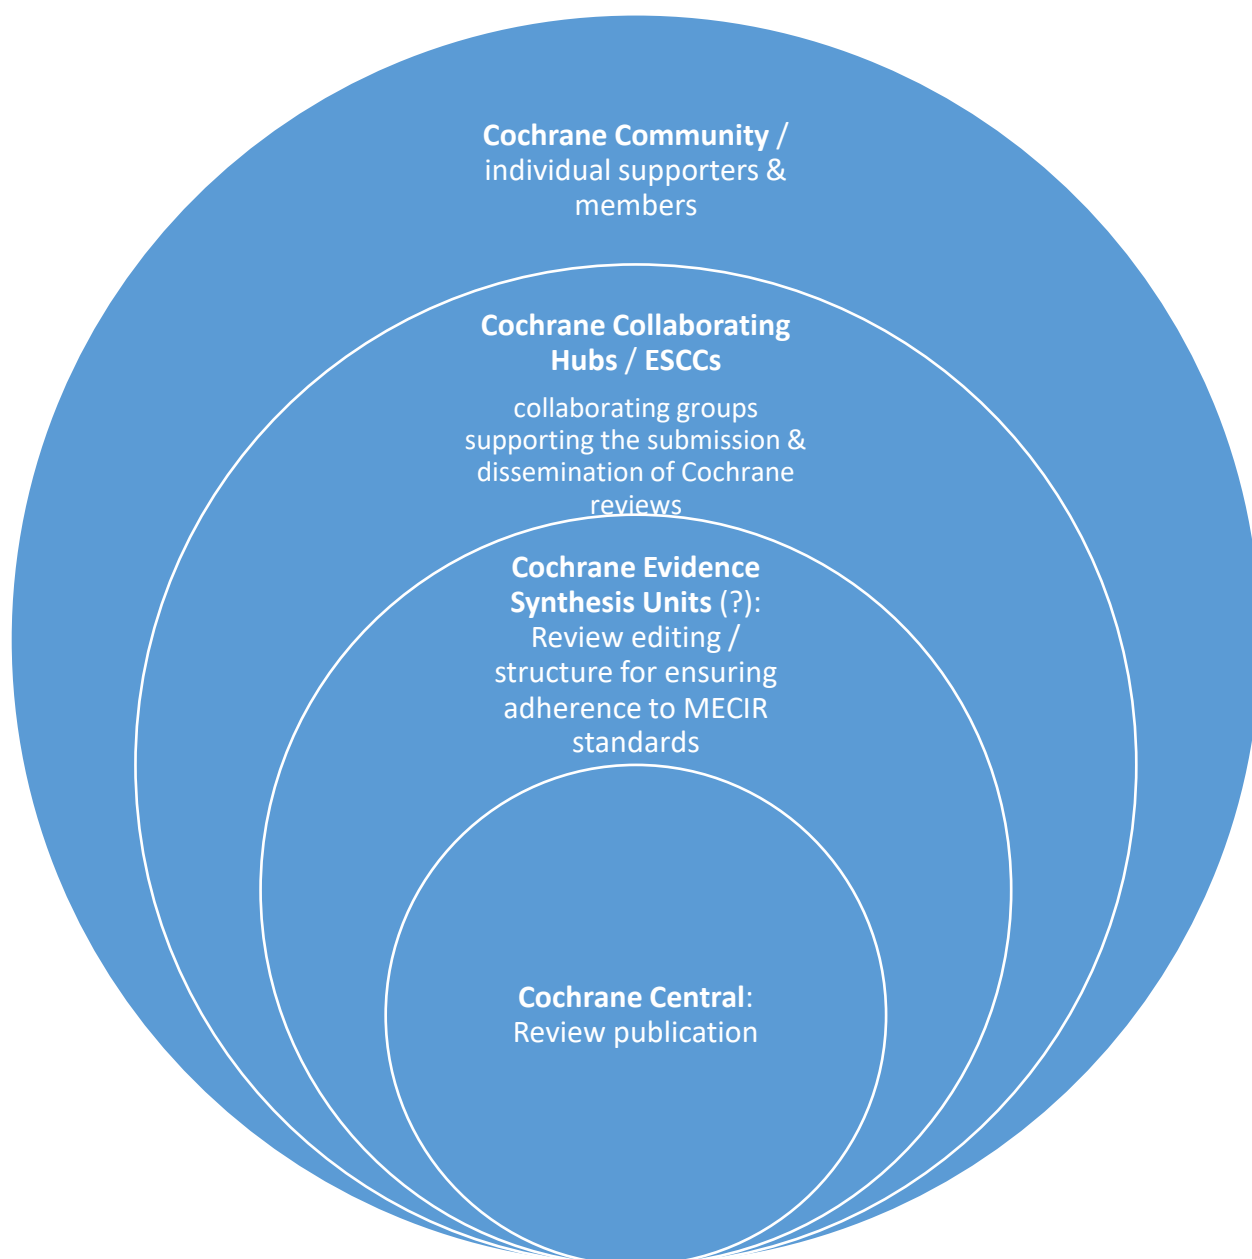 Cochrane Community /
individual supporters &
members
Cochrane Collaborating
Hubs / ESCCs
collaborating groups
supporting the submission &
dissemination of Cochrane
reviews
Cochrane Evidence
Synthesis Units (?):
Review editing /
structure for ensuring
adherence to MECIR
standards
Cochrane Central:
Review publication